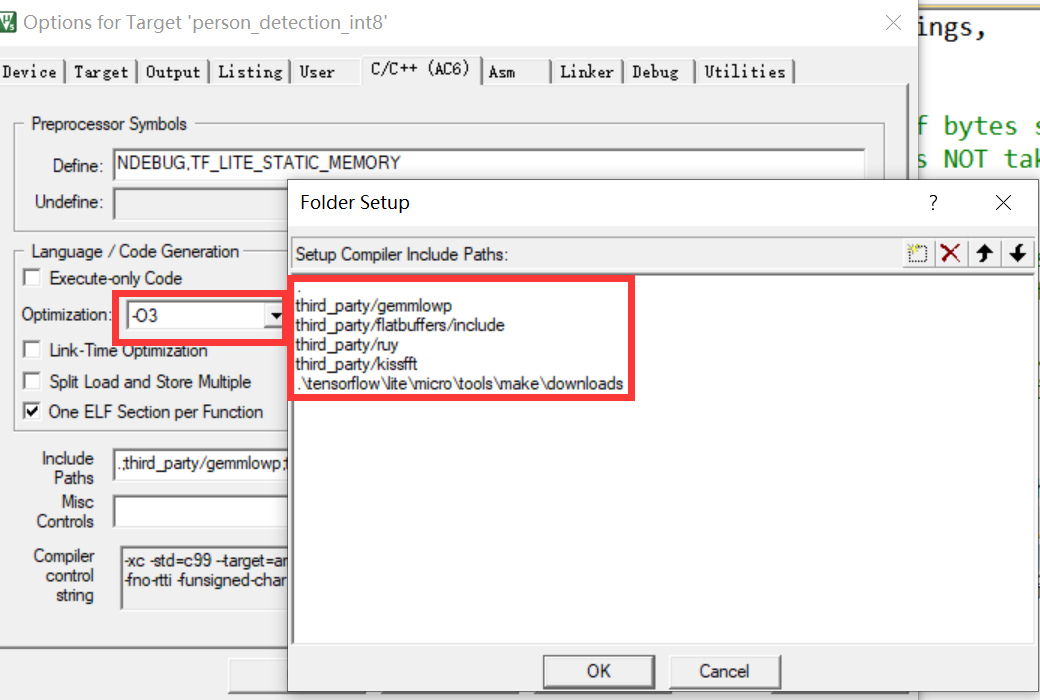 Options for Target 'person_detection_int8'
ings,
Device Target Output Listing User C/C++ (AC6) Asm Linker Debug Utilities
f bytes s
s NOT tak
Preprocessor Symbols
Define: NDEBUG,TF_LITE_STATIC_MEMORY
Undefine:
Language / Code Generation
Execute-only Code
Optimization: -O3
Link-Time Optimization
Split Load and Store Multiple
One ELF Section per Function
Include Paths
.;third_party/gemmlowp;t
Misc Controls
Compiler control string
-xc -std=c99 --target=ar
-fno-rtti -funsigned-char
Folder Setup
?
Setup Compiler Include Paths:
.
third_party/gemmlowp
third_party/flatbuffers/include
third_party/ruy
third_party/kissfft
.\tensorflow\lite\micro\tools\make\downloads
OK
Cancel